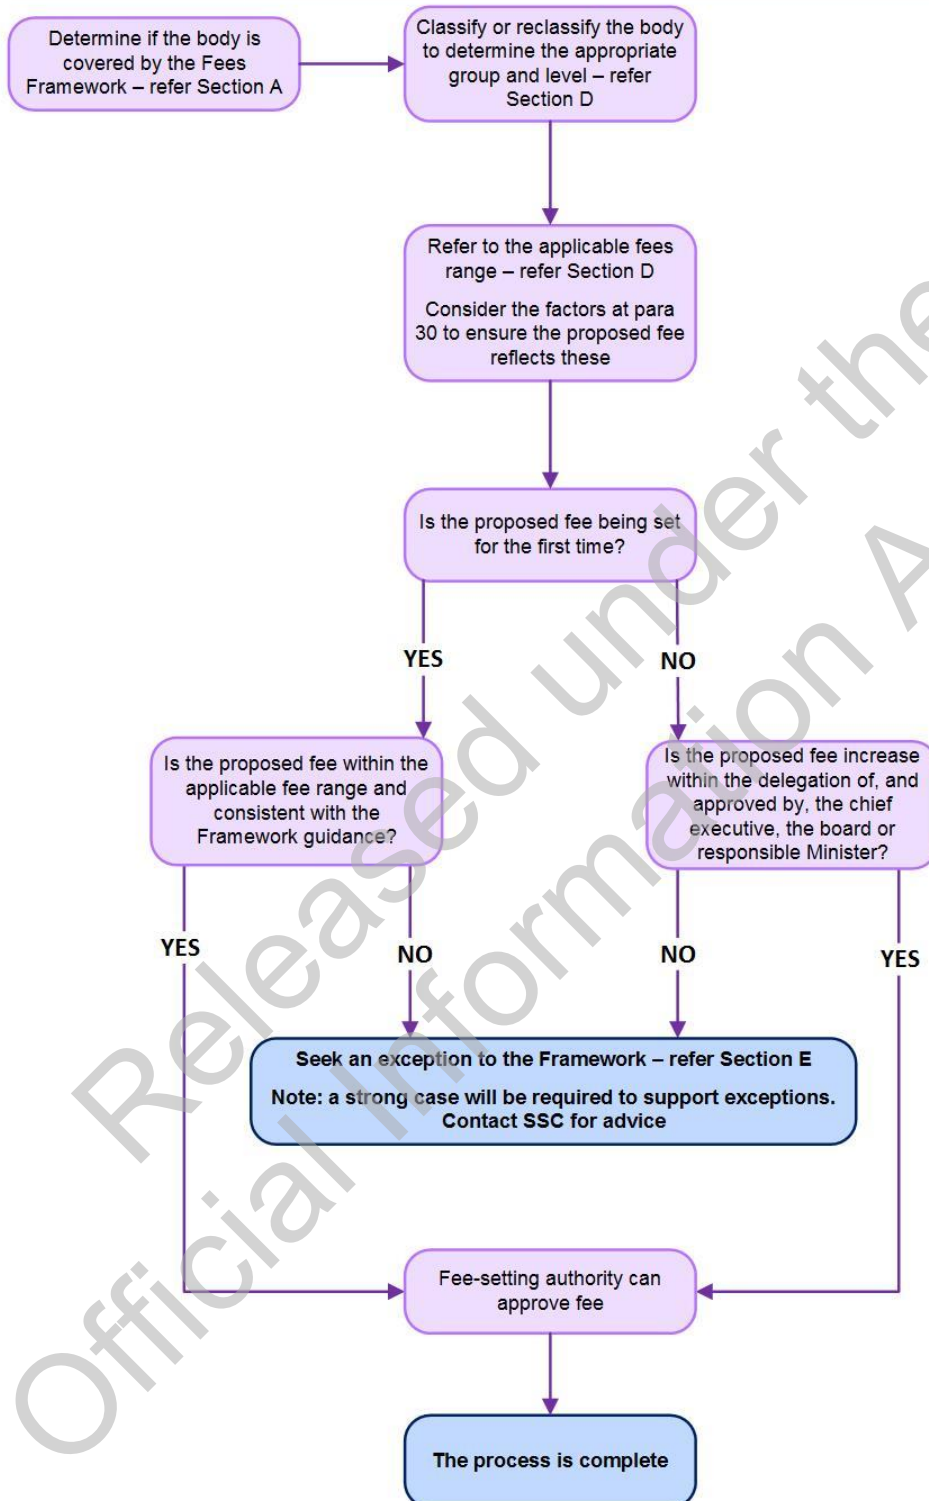 Determine if the body is
covered by the Fees
Framework – refer Section A
Classify or reclassify the body
to determine the appropriate
group and level – refer
Section D
Refer to the applicable fees
range – refer Section D
Consider the factors at para
30 to ensure the proposed fee
reflects these
Is the proposed fee being set
for the first time?
YES
NO
Is the proposed fee within the
applicable fee range and
consistent with the
Framework guidance?
Is the proposed fee increase
within the delegation of, and
approved by, the chief
executive, the board or
responsible Minister?
YES
NO
NO
YES
Seek an exception to the Framework – refer Section E
Note: a strong case will be required to support exceptions.
Contact SSC for advice
Fee-setting authority can
approve fee
The process is complete
Released under the
Official Information A